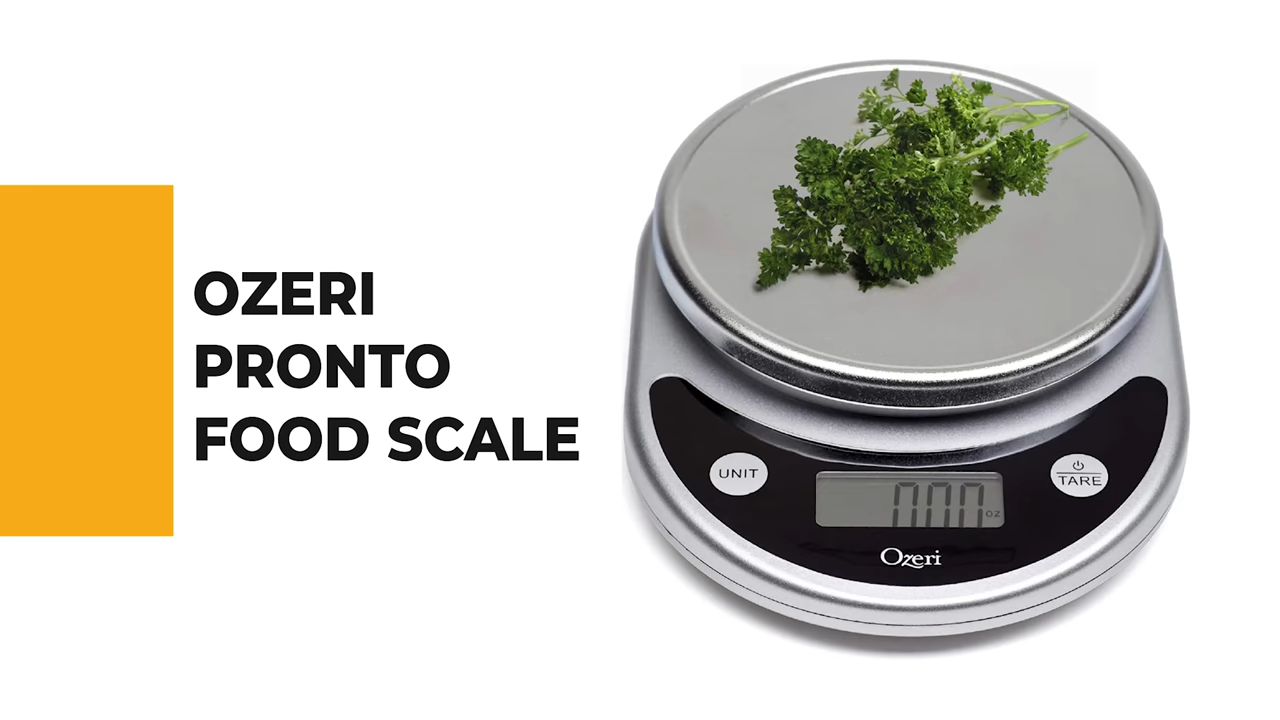 OZERI
PRONTO
FOOD SCALE
UNIT
TARE
000 oz
Ozeri